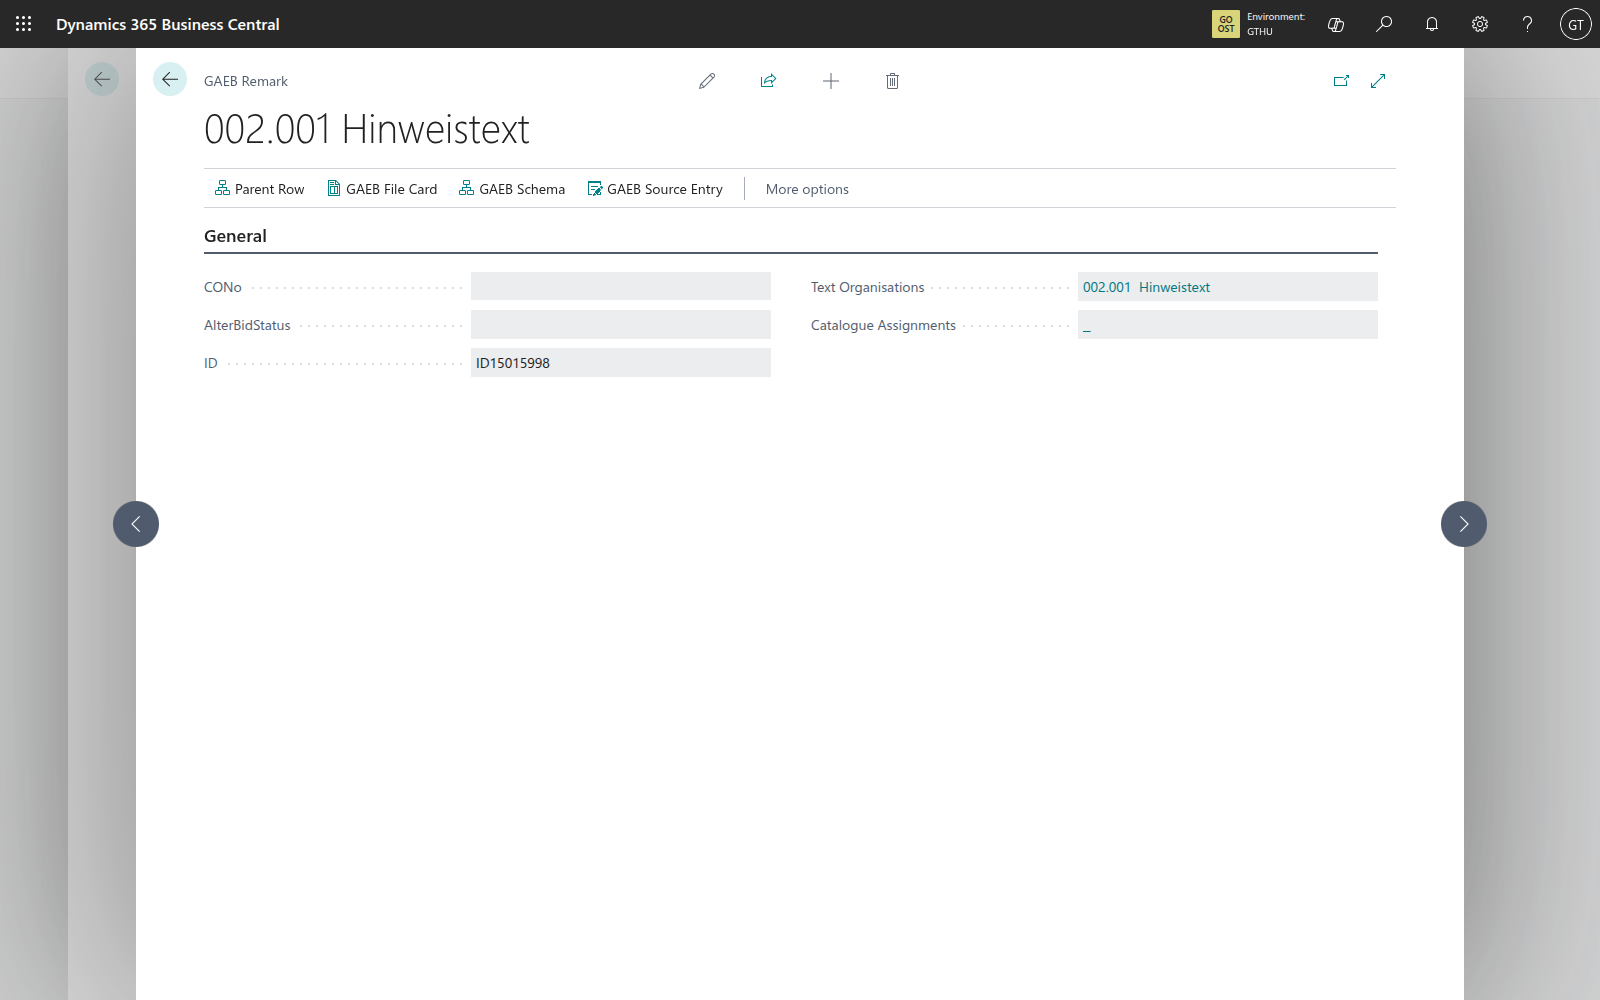 Dynamics 365 Business Central
GO
OST
Environment:
GTHU
GT
GAEB Remark
002.001 Hinweistext
Parent Row
GAEB File Card
GAEB Schema
GAEB Source Entry
More options
General
CONo
AlterBidStatus
ID
ID15015998
Text Organisations
002.001 Hinweistext
Catalogue Assignments
_